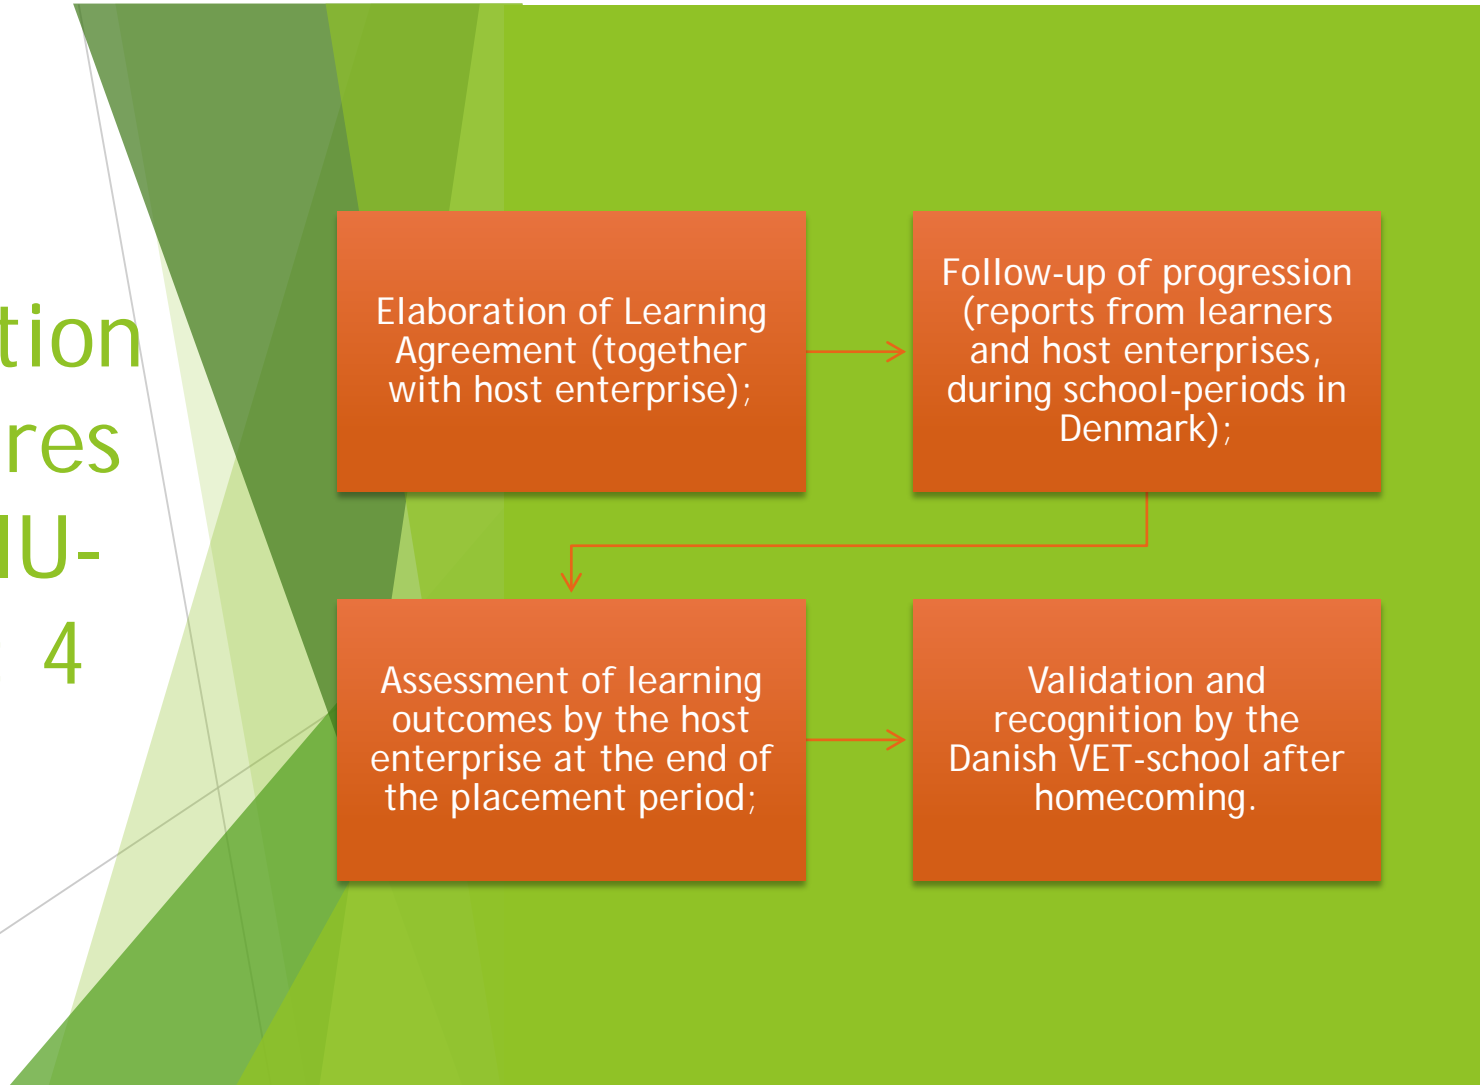 tion
res
IU-
4
Elaboration of Learning
Agreement (together
with host enterprise);
Follow-up of progression
(reports from learners
and host enterprises,
during school-periods in
Denmark);
Assessment of learning
outcomes by the host
enterprise at the end of
the placement period;
Validation and
recognition by the
Danish VET-school after
homecoming.